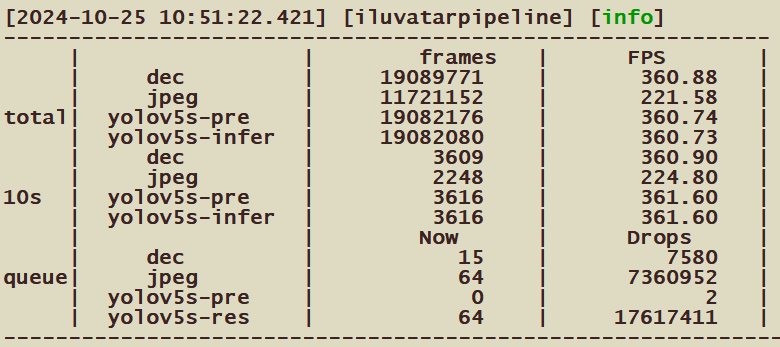 [2024-10-25 10:51:22.421] [iluvatarpipeline] [info]
-----------------------------------------------------------
| | frames | FPS |
| dec | 19089771 | 360.88 |
| jpeg | 11721152 | 221.58 |
total| yolov5s-pre | 19082176 | 360.74 |
| yolov5s-infer | 19082080 | 360.73 |
| dec | 3609 | 360.90 |
| jpeg | 2248 | 224.80 |
10s | yolov5s-pre | 3616 | 361.60 |
| yolov5s-infer | 3616 | 361.60 |
| | Now | Drops |
| dec | 15 | 7580 |
queue| jpeg | 64 | 7360952 |
| yolov5s-pre | 0 | 2 |
| yolov5s-res | 64 | 17617411 |
-----------------------------------------------------------